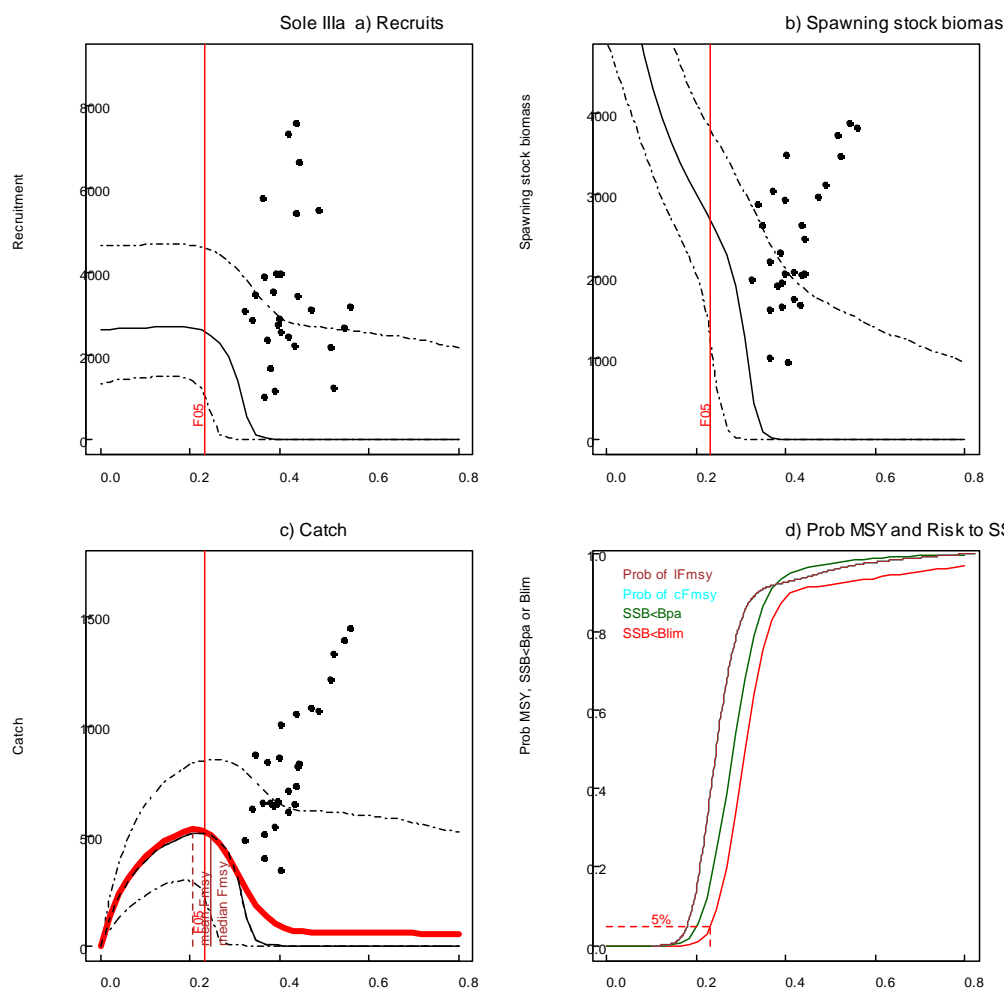 Sole IIIa a) Recruits
b) Spawning stock biomas
Recruitment
8000
6000
4000
2000
0
F05
0.0 0.2 0.4 0.6 0.8
Spawning stock biomass
4000
3000
2000
1000
0
F05
0.0 0.2 0.4 0.6 0.8
c) Catch
d) Prob MSY and Risk to SS
Catch
1500
1000
500
0
F05
mean Fmsy
median Fmsy
0.0 0.2 0.4 0.6 0.8
Prob MSY, SSB<Bpa or Blim
1.0
0.8
0.6
0.4
0.2
0.0
Prob of lFmsy
Prob of cFmsy
SSB<Bpa
SSB<Blim
5%
0.0 0.2 0.4 0.6 0.8